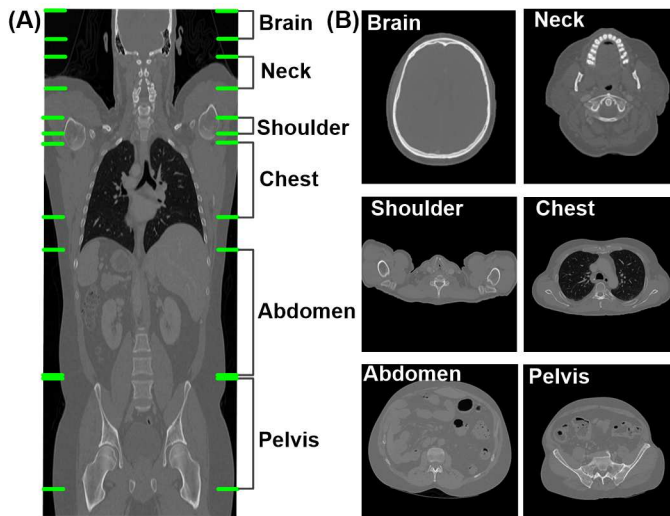 (A)
Brain
Neck
Shoulder
Chest
Abdomen
Pelvis
(B)
Brain
Neck
Shoulder
Chest
Abdomen
Pelvis